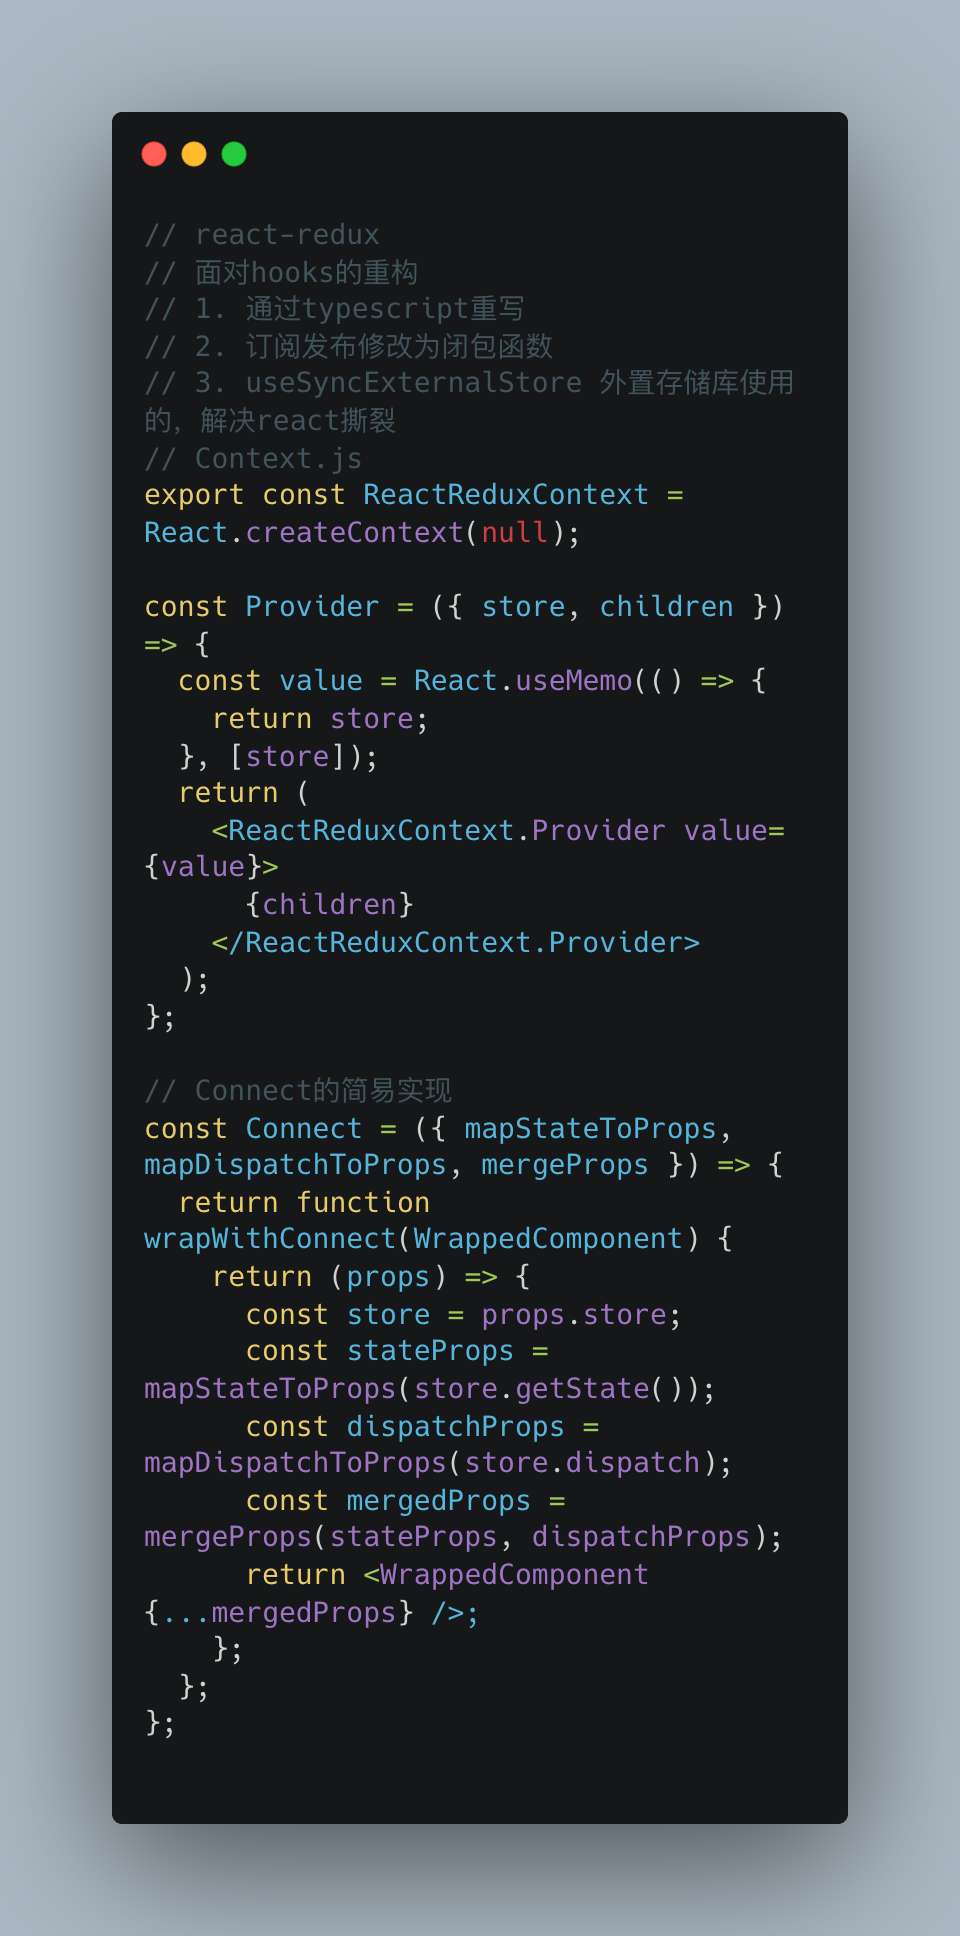 // react-redux
// 面对hooks的重构
// 1. 通过typescript重写
// 2. 订阅发布修改为闭包函数
// 3. useSyncExternalStore 外置存储库使用
的，解决react撕裂
// Context.js
export const ReactReduxContext =
React.createContext(null);

const Provider = ({ store, children })
=> {
  const value = React.useMemo(() => {
    return store;
  }, [store]);
  return (
    <ReactReduxContext.Provider value=
{value}>
      {children}
    </ReactReduxContext.Provider>
  );
};

// Connect的简易实现
const Connect = ({ mapStateToProps,
mapDispatchToProps, mergeProps }) => {
  return function
wrapWithConnect(WrappedComponent) {
    return (props) => {
      const store = props.store;
      const stateProps =
mapStateToProps(store.getState());
      const dispatchProps =
mapDispatchToProps(store.dispatch);
      const mergedProps =
mergeProps(stateProps, dispatchProps);
      return <WrappedComponent
{...mergedProps} />;
    };
  };
};